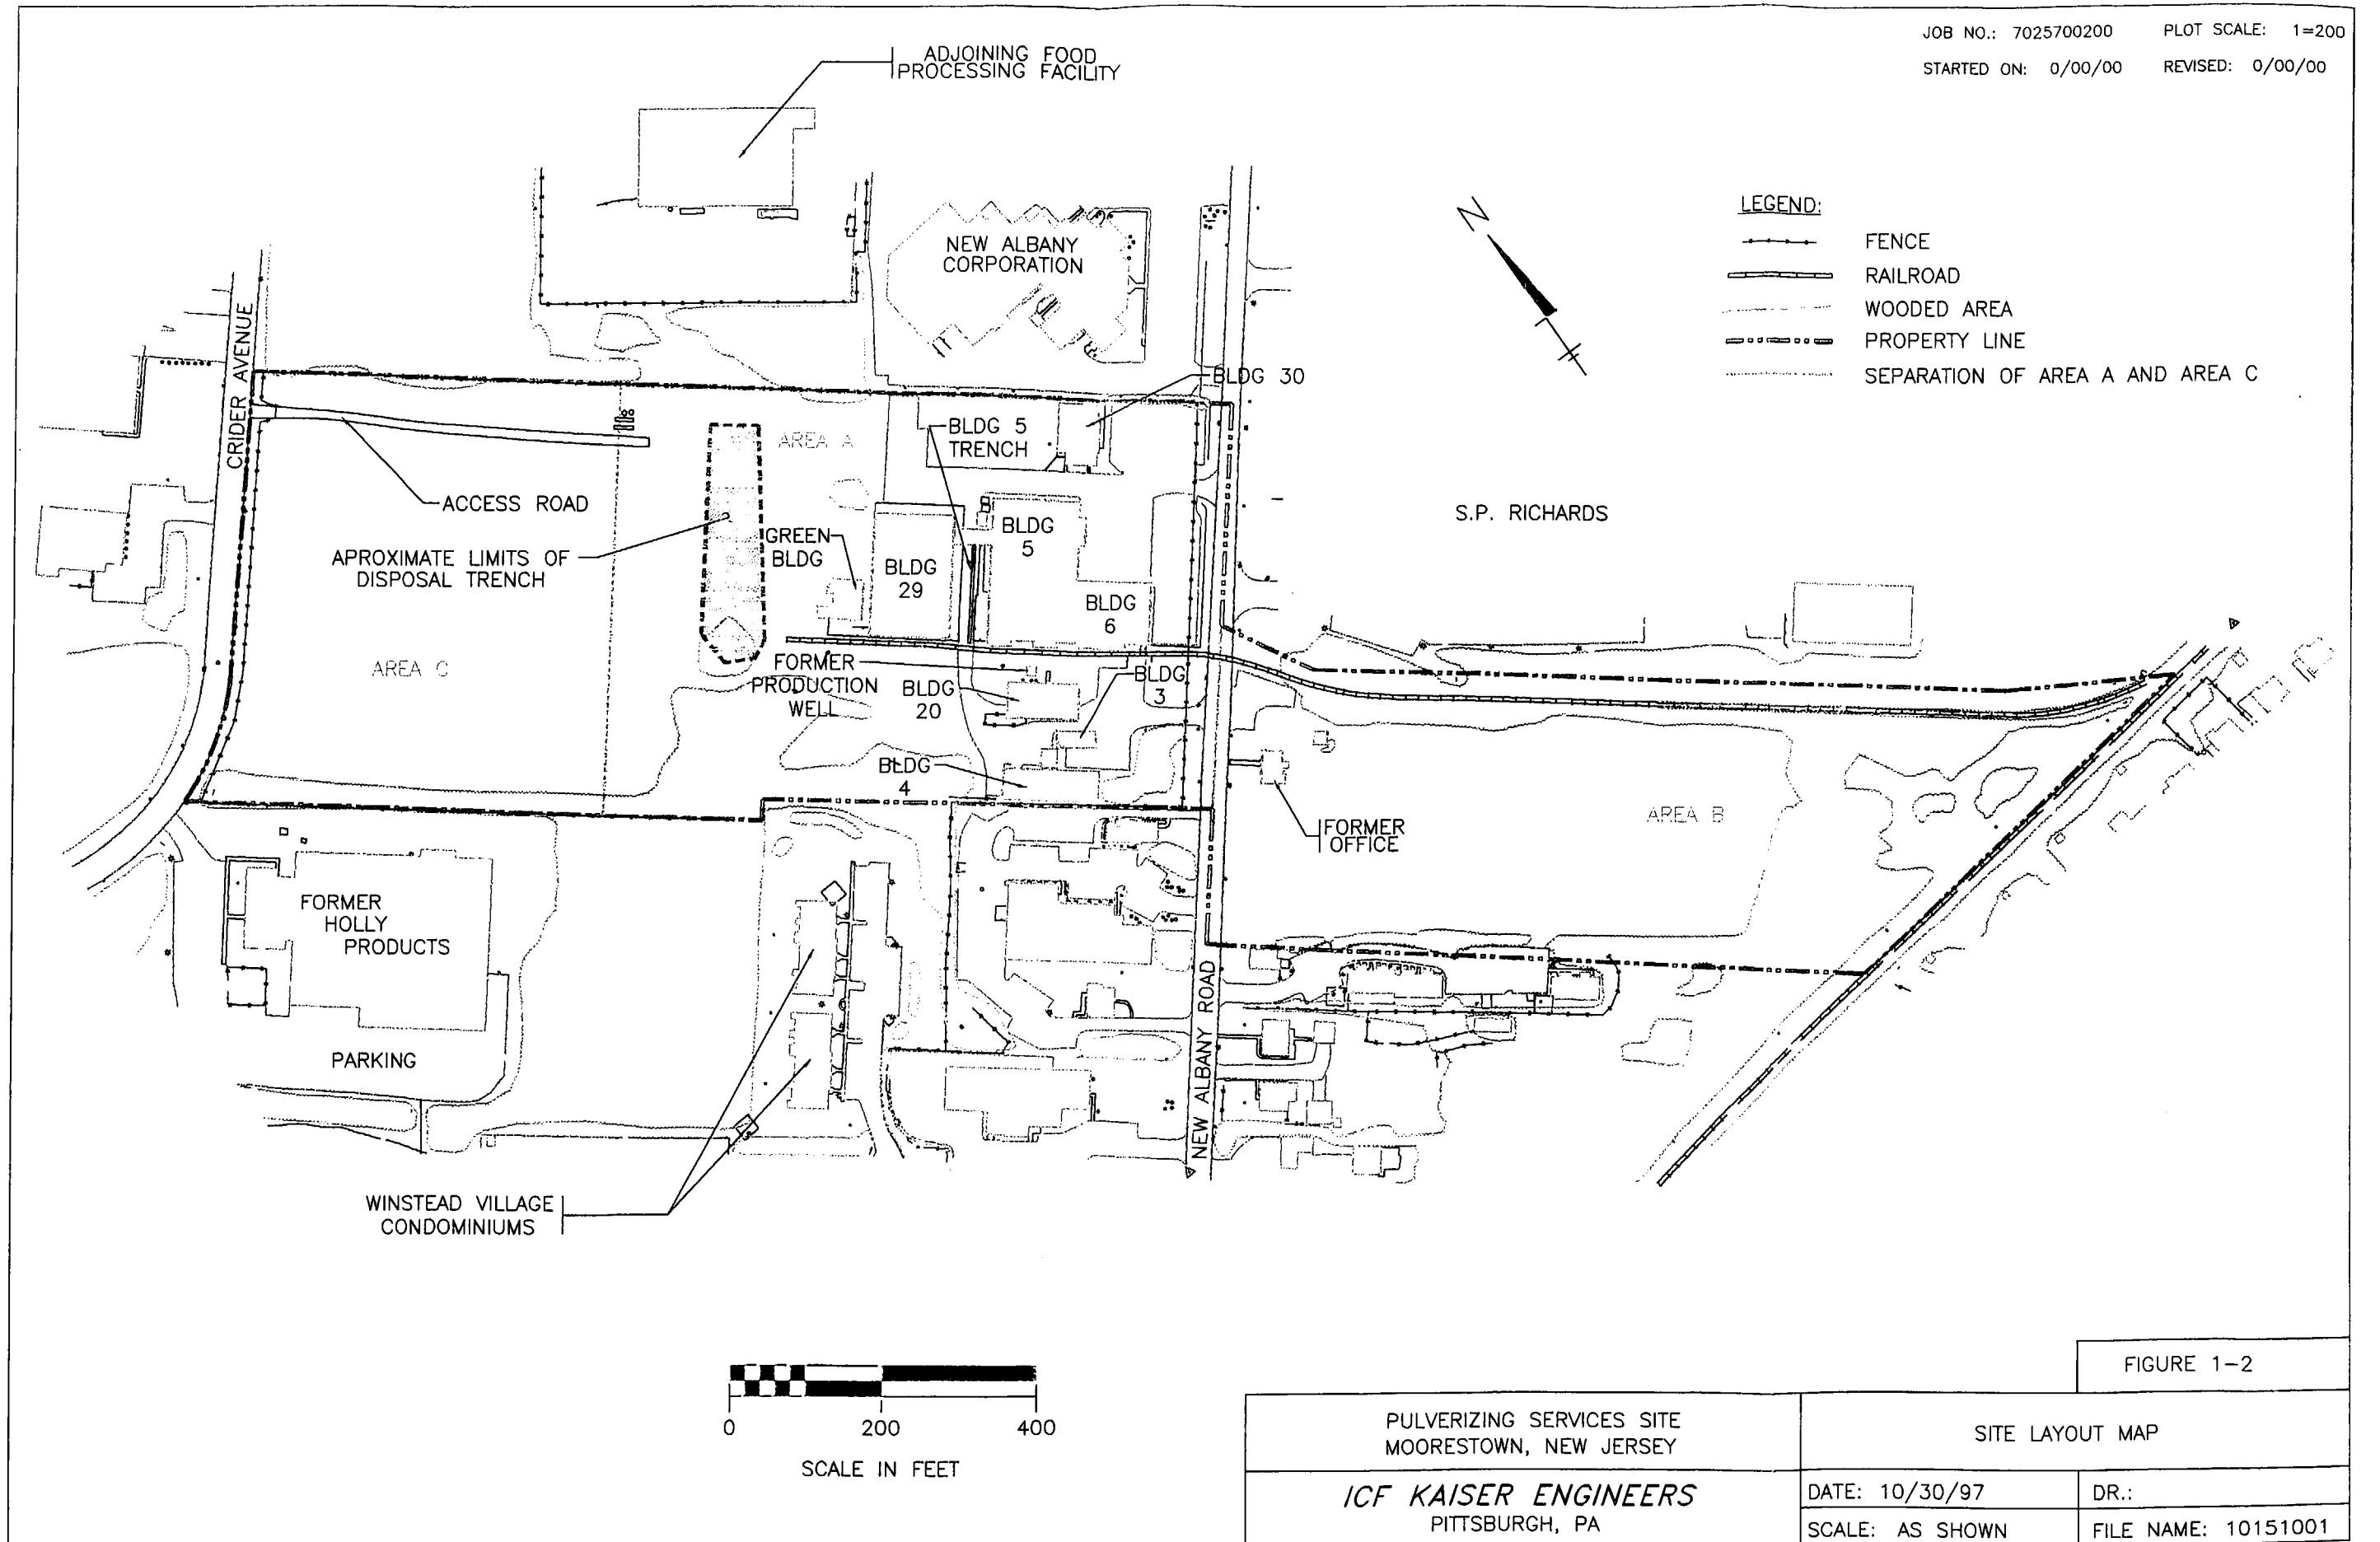 JOB NO.: 7025700200 PLOT SCALE: 1=200
STARTED ON: 0/00/00 REVISED: 0/00/00
ADJOINING FOOD
PROCESSING FACILITY
NEW ALBANY
CORPORATION
N
LEGEND:
FENCE
RAILROAD
WOODED AREA
PROPERTY LINE
SEPARATION OF AREA A AND AREA C
CRIDER AVENUE
BLDG 30
BLDG 5
TRENCH
AREA A
ACCESS ROAD
S.P. RICHARDS
APROXIMATE LIMITS OF
DISPOSAL TRENCH
GREEN
BLDG
BLDG
29
BLDG
5
BLDG
6
AREA C
FORMER
PRODUCTION
WELL
BLDG
20
BLDG
3
BLDG
4
FORMER
OFFICE
AREA B
FORMER
HOLLY
PRODUCTS
PARKING
NEW ALBANY ROAD
WINSTEAD VILLAGE
CONDOMINIUMS
0 200 400
SCALE IN FEET
FIGURE 1-2
PULVERIZING SERVICES SITE
MOORESTOWN, NEW JERSEY
SITE LAYOUT MAP
ICF KAISER ENGINEERS
PITTSBURGH, PA
DATE: 10/30/97
DR.:
SCALE: AS SHOWN
FILE NAME: 10151001